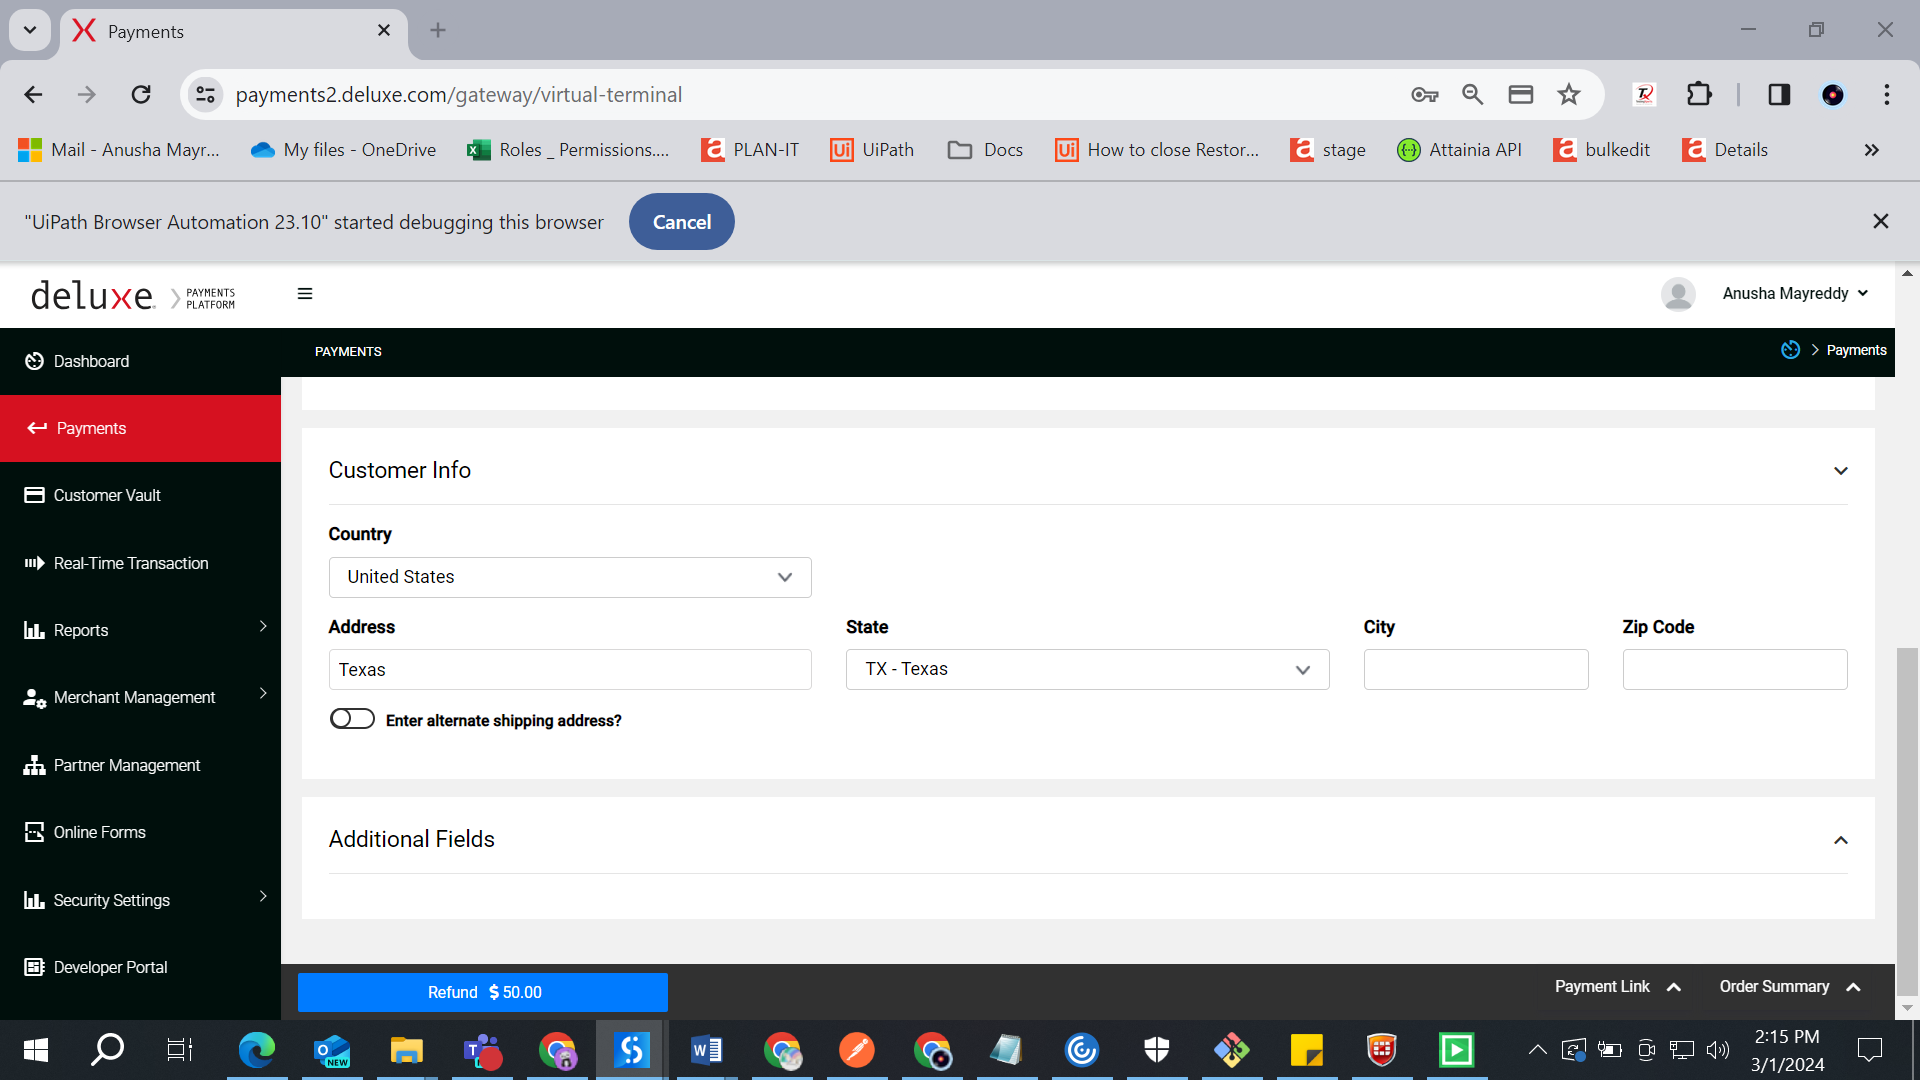 Payments
payments2.deluxe.com/gateway/virtual-terminal
Mail - Anusha Mayr...
My files - OneDrive
Roles _ Permissions....
PLAN-IT
UiPath
Docs
How to close Restor...
stage
Attainia API
bulkedit
Details
"UiPath Browser Automation 23.10" started debugging this browser
Cancel
deluxe. PAYMENTS PLATFORM
Anusha Mayreddy
PAYMENTS
Payments
Dashboard
Payments
Customer Vault
Real-Time Transaction
Reports
Merchant Management
Partner Management
Online Forms
Security Settings
Developer Portal
Customer Info
Country
United States
Address
State
City
Zip Code
Texas
TX - Texas
Enter alternate shipping address?
Additional Fields
Refund $50.00
Payment Link
Order Summary
2:15 PM
3/1/2024